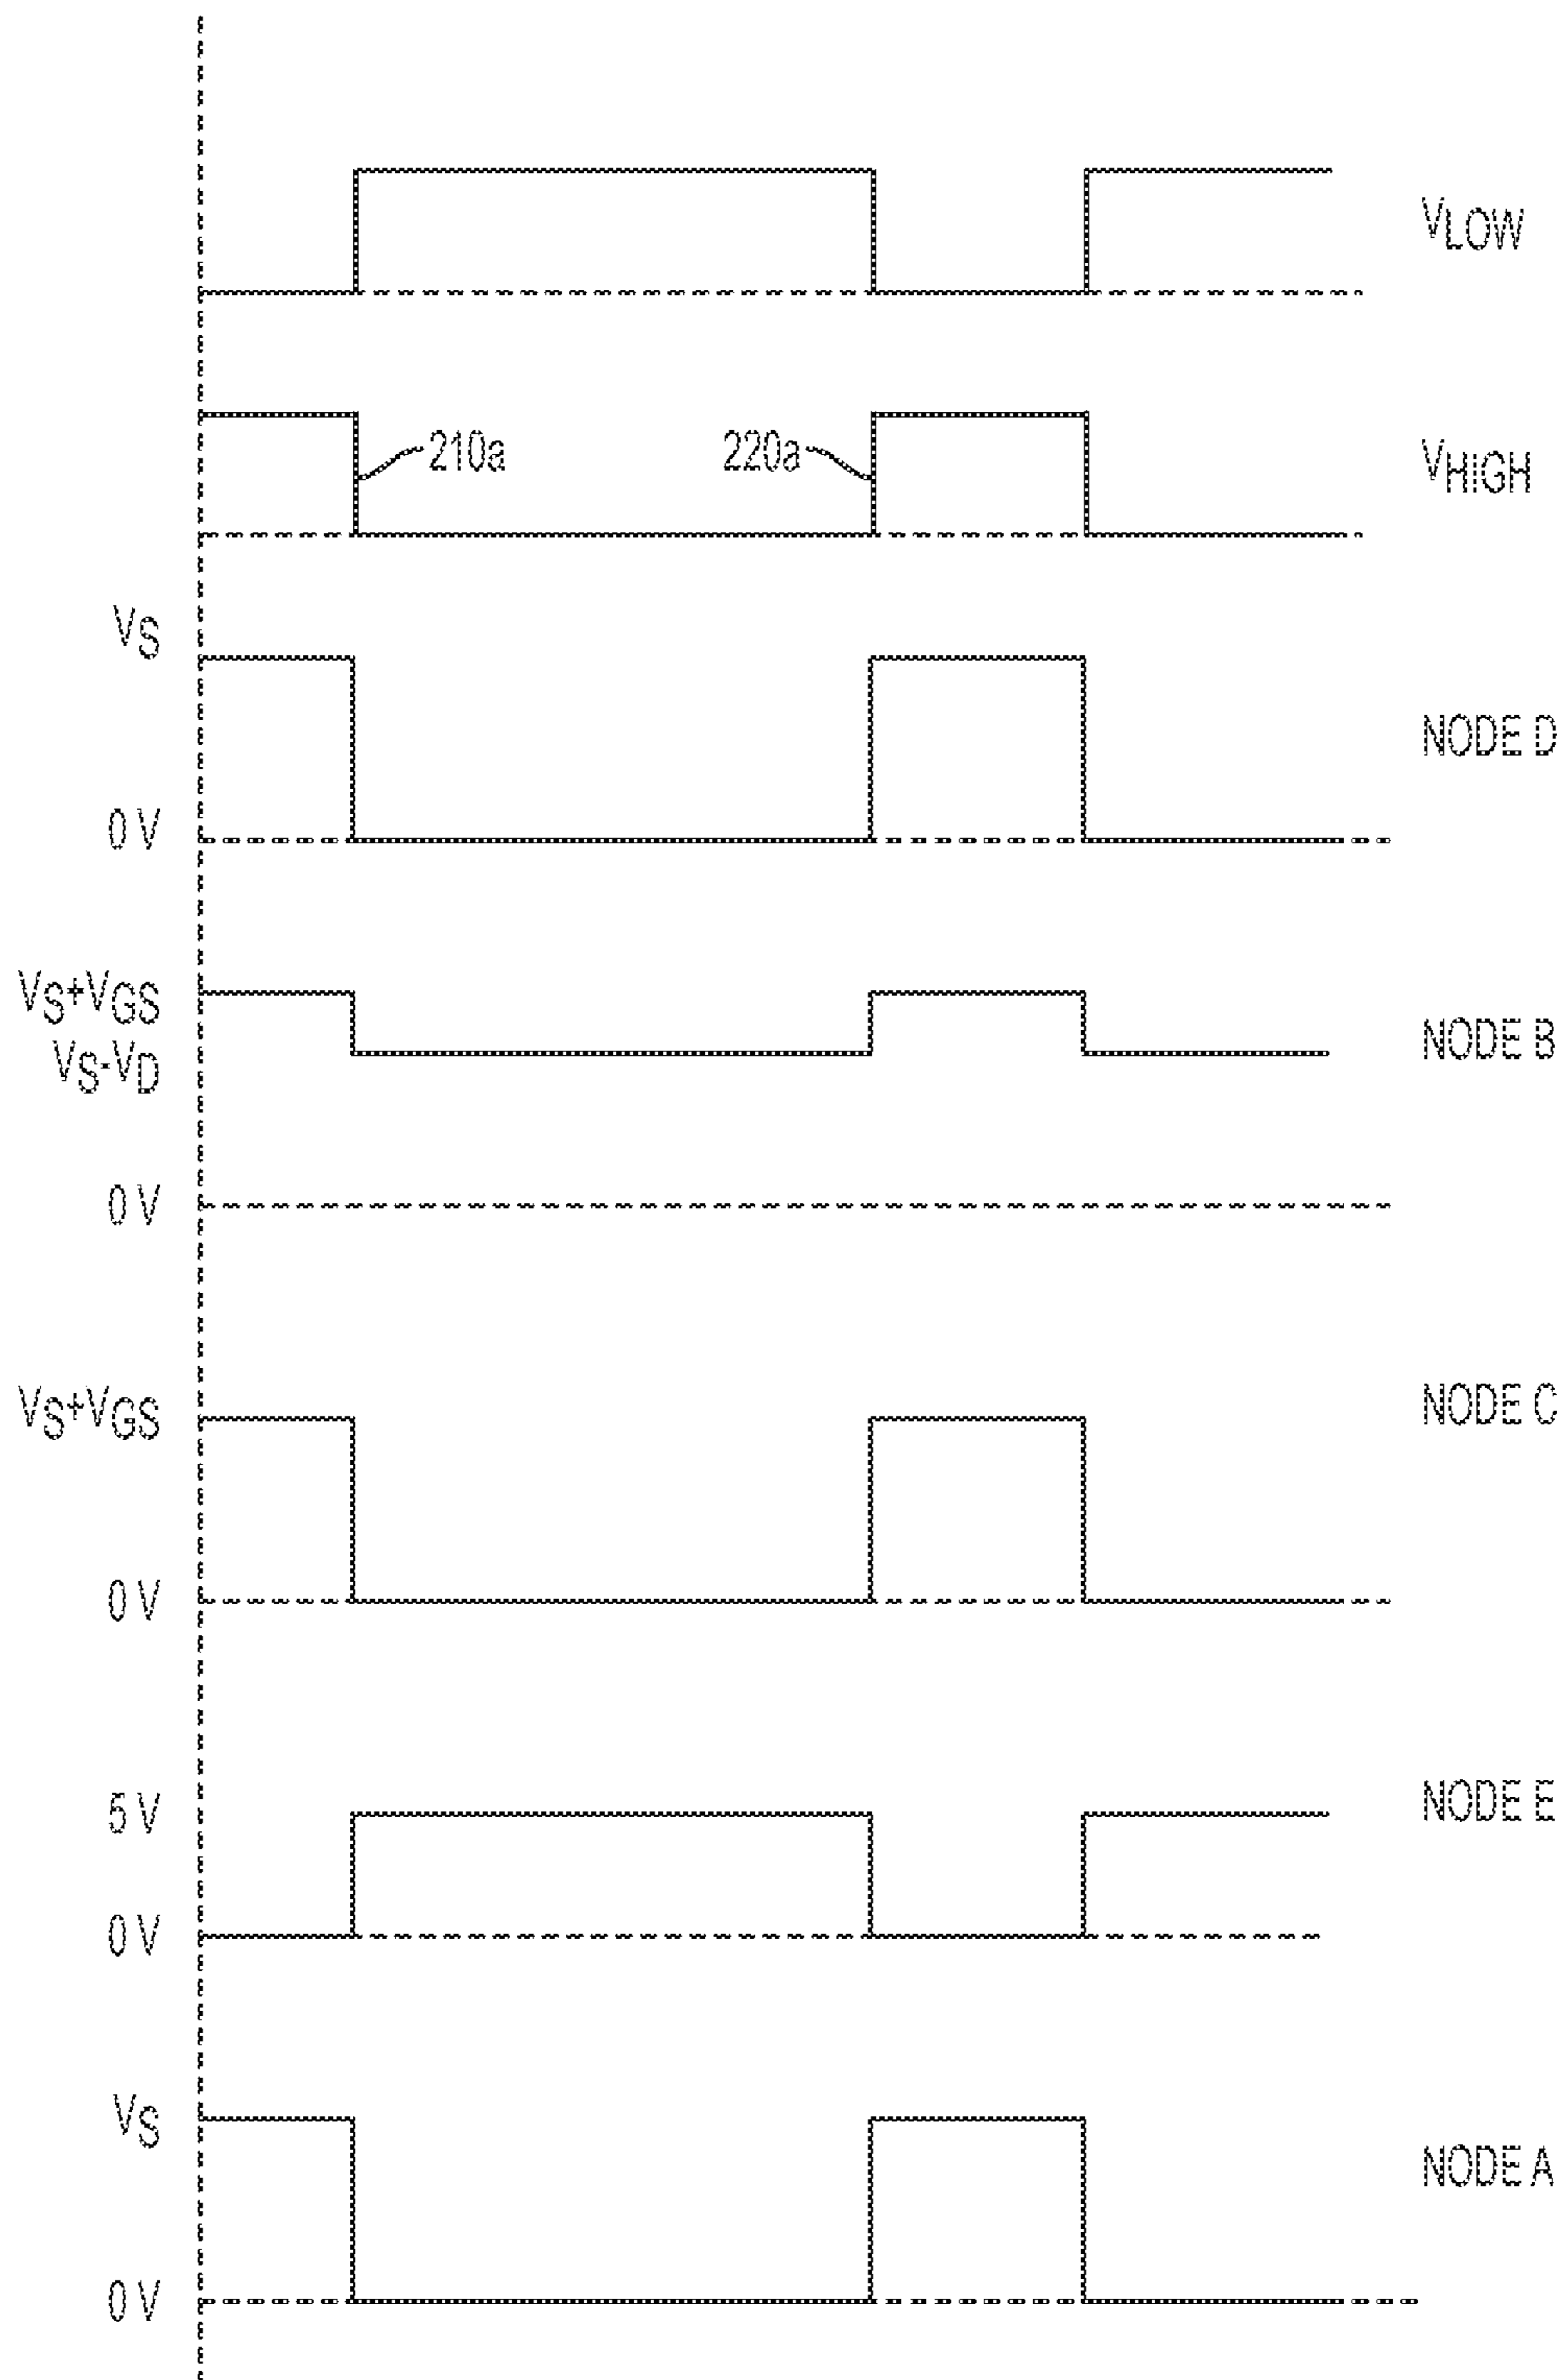 VLOW
210a
220a
VHIGH
VS
NODE D
0 V
VS+VGS
VS-VD
NODE B
0 V
VS+VGS
NODE C
0 V
5 V
NODE E
0 V
VS
NODE A
0 V